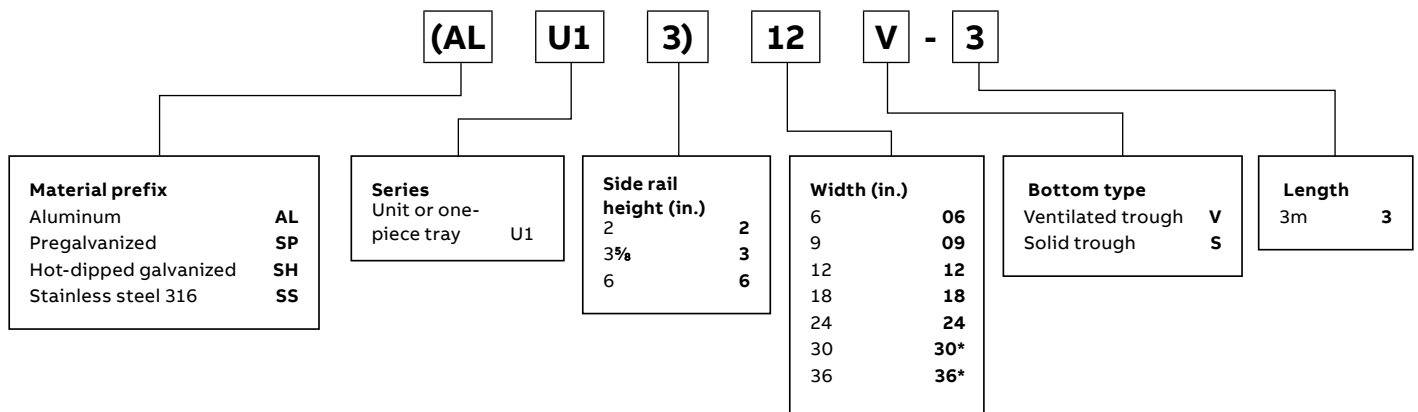 (AL U1 3) 12 V - 3
Material prefix
Aluminum AL
Pregalvanized SP
Hot-dipped galvanized SH
Stainless steel 316 SS
Series
Unit or one-
piece tray U1
Side rail
height (in.)
2 2
3⅝ 3
6 6
Width (in.)
6 06
9 09
12 12
18 18
24 24
30 30*
36 36*
Bottom type
Ventilated trough V
Solid trough S
Length
3m 3